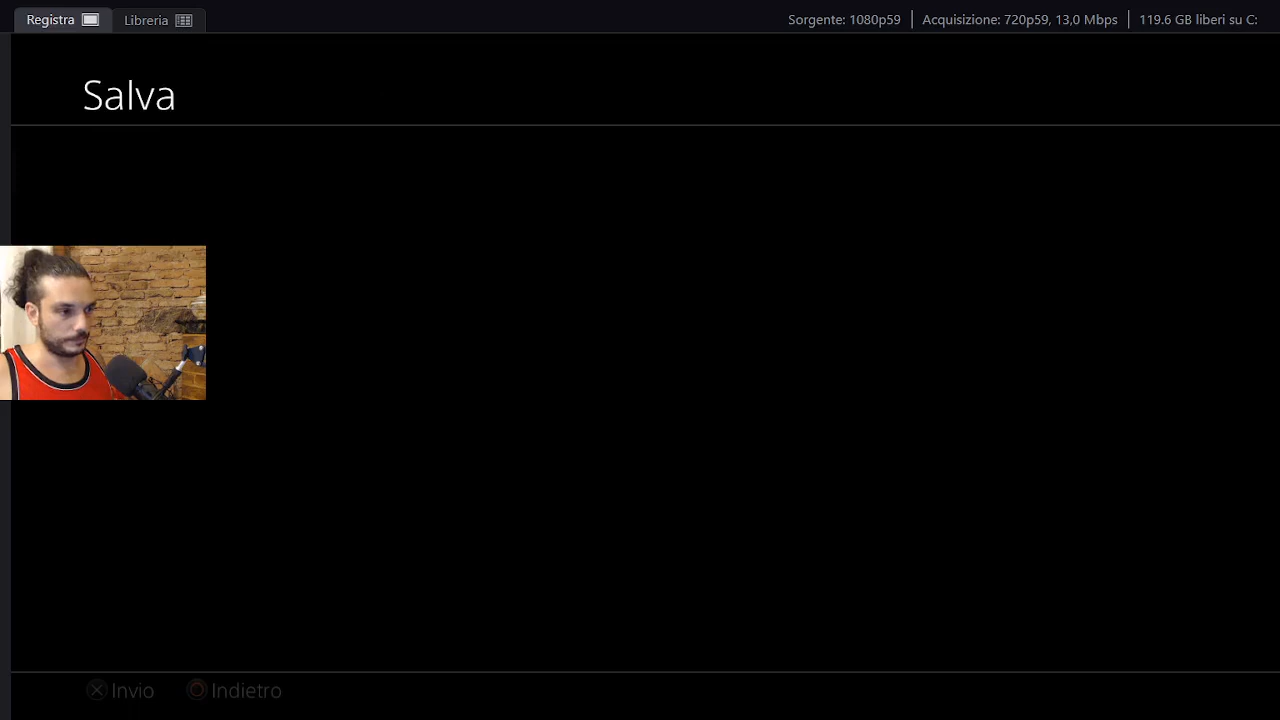 Registra Libreria Sorgente: 1080p59 Acquisizione: 720p59, 13,0 Mbps 119.6 GB liberi su C:
Salva
Invio Indietro